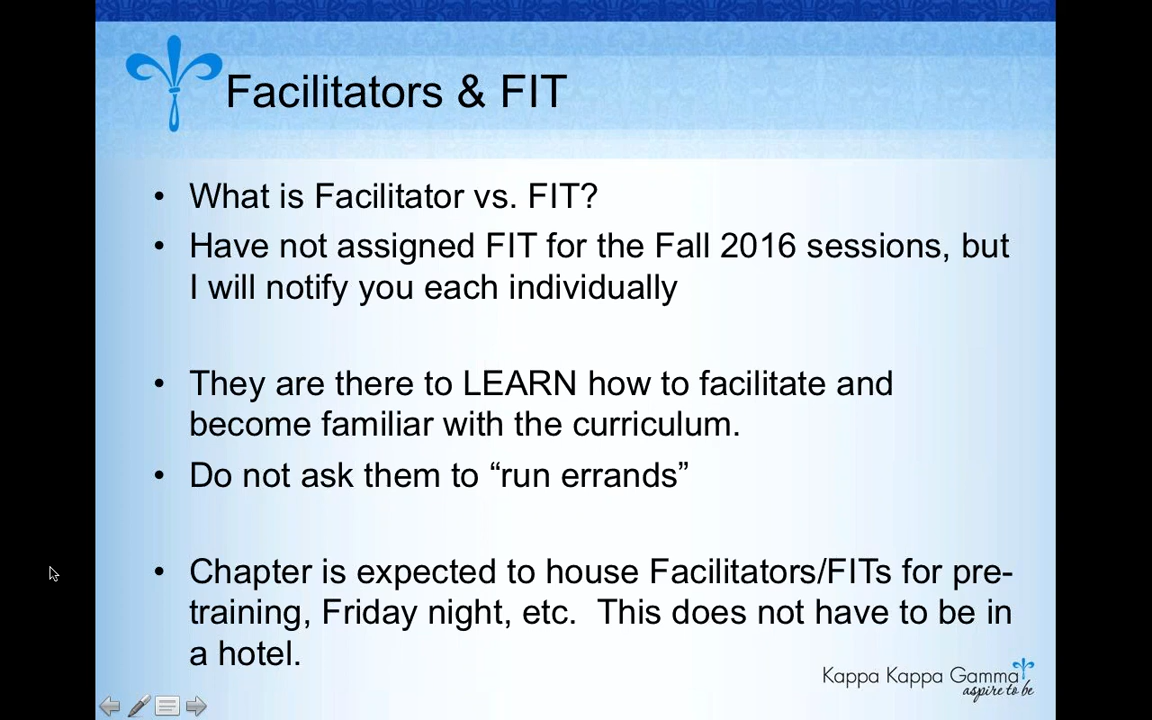 Facilitators & FIT
• What is Facilitator vs. FIT?
• Have not assigned FIT for the Fall 2016 sessions, but
I will notify you each individually
• They are there to LEARN how to facilitate and
become familiar with the curriculum.
• Do not ask them to “run errands”
• Chapter is expected to house Facilitators/FITs for pre-
training, Friday night, etc.  This does not have to be in
a hotel.
Kappa Kappa Gamma
aspire to be